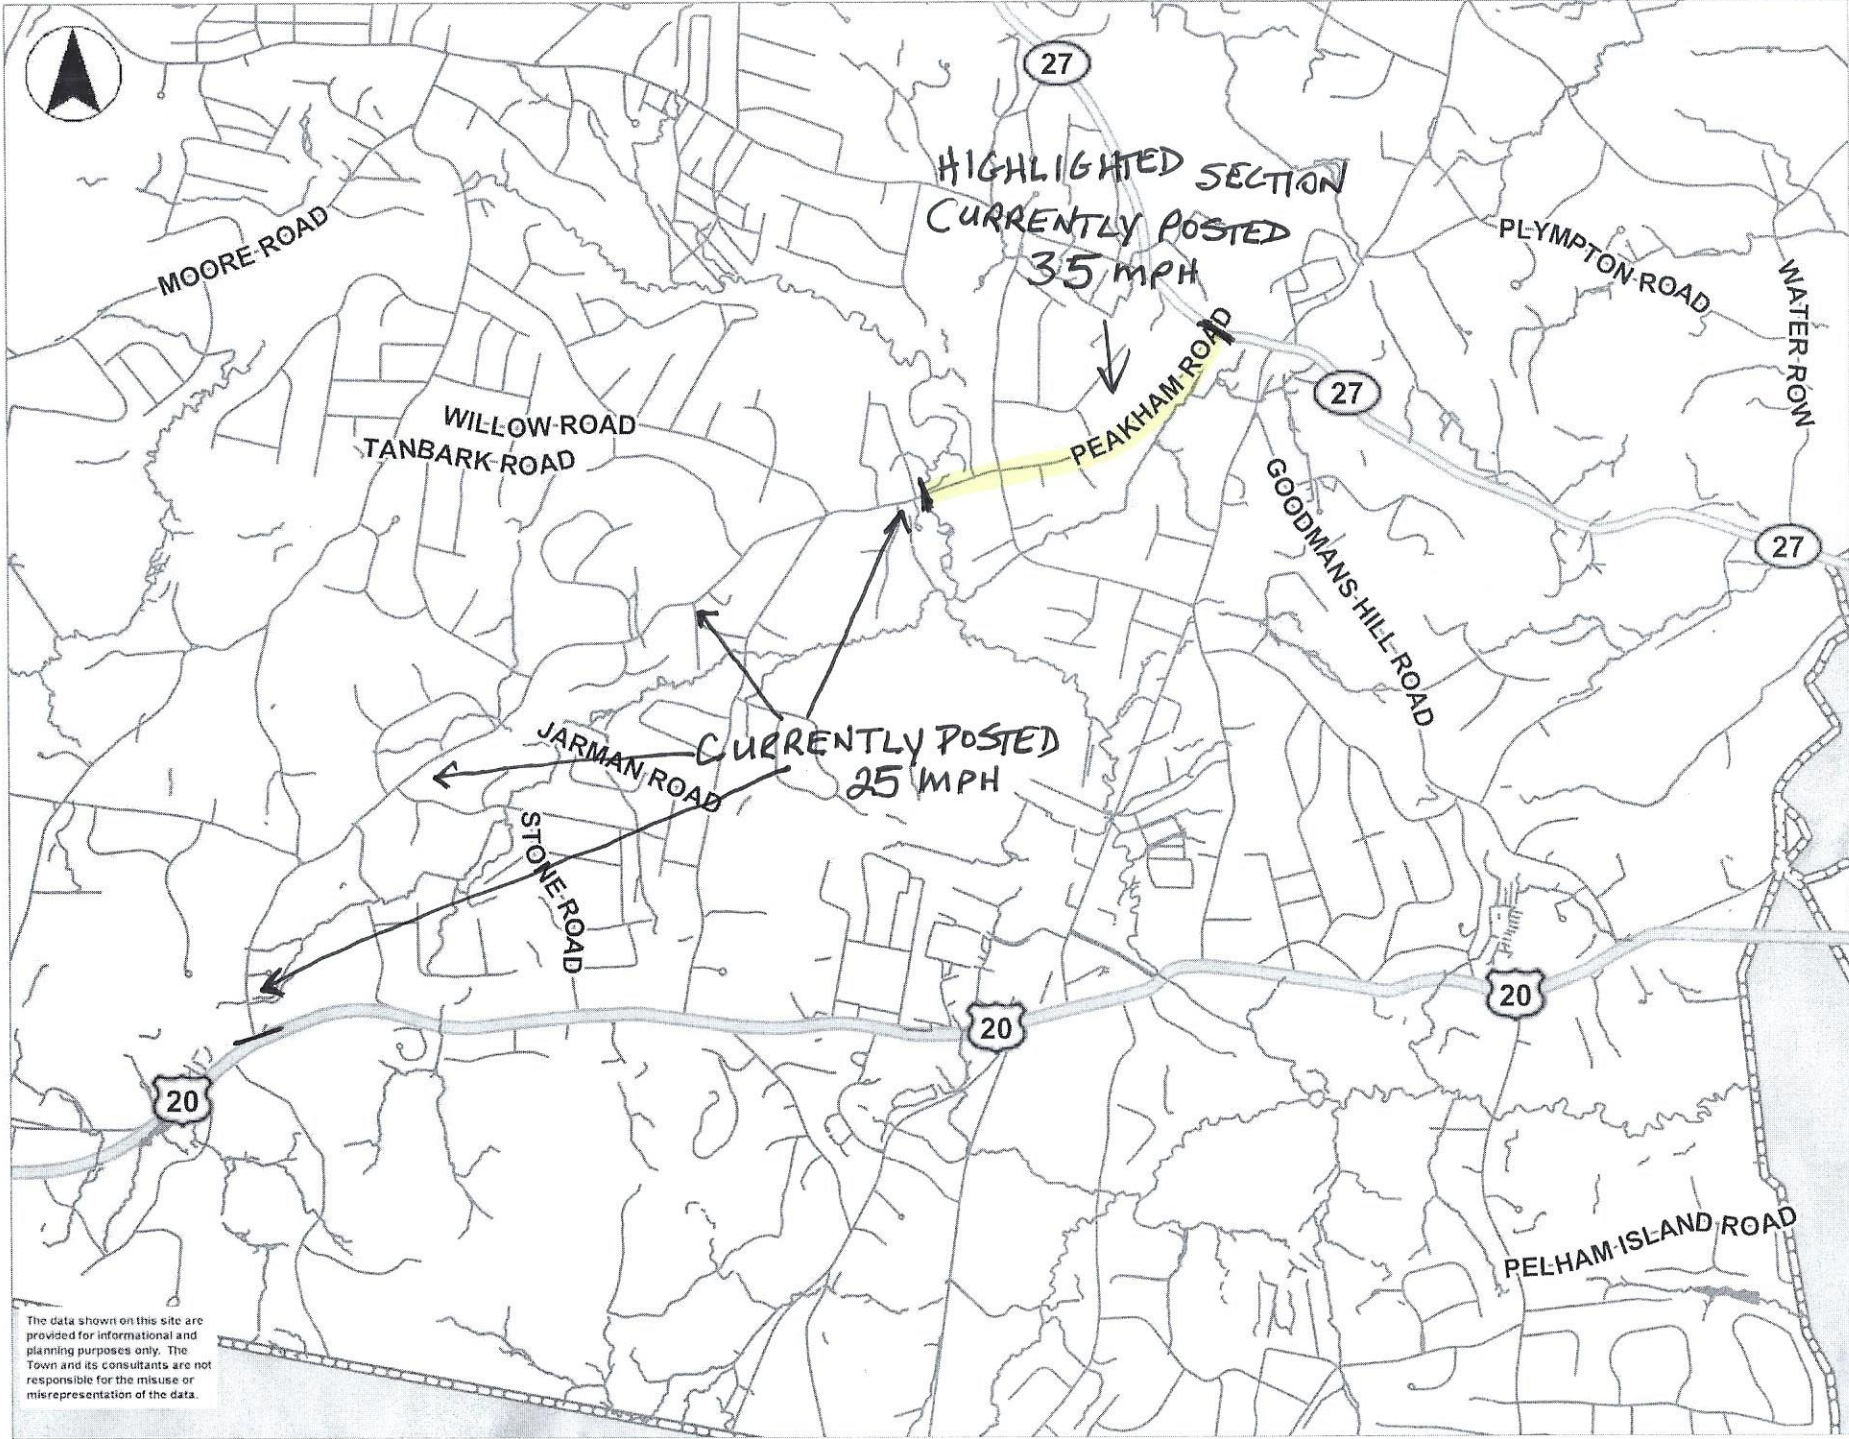 27
HIGHLIGHTED SECTION
CURRENTLY POSTED
35 MPH
MOORE ROAD
PLYMPTON ROAD
WATER ROW
PEAKHAM ROAD
27
WILLOW ROAD
TANBARK ROAD
GOODMANS HILL ROAD
27
JARMAN ROAD
CURRENTLY POSTED
25 MPH
STONE ROAD
20
20
20
PELHAM ISLAND ROAD
The data shown on this site are
provided for informational and
planning purposes only. The
Town and its consultants are not
responsible for the misuse or
misrepresentation of the data.